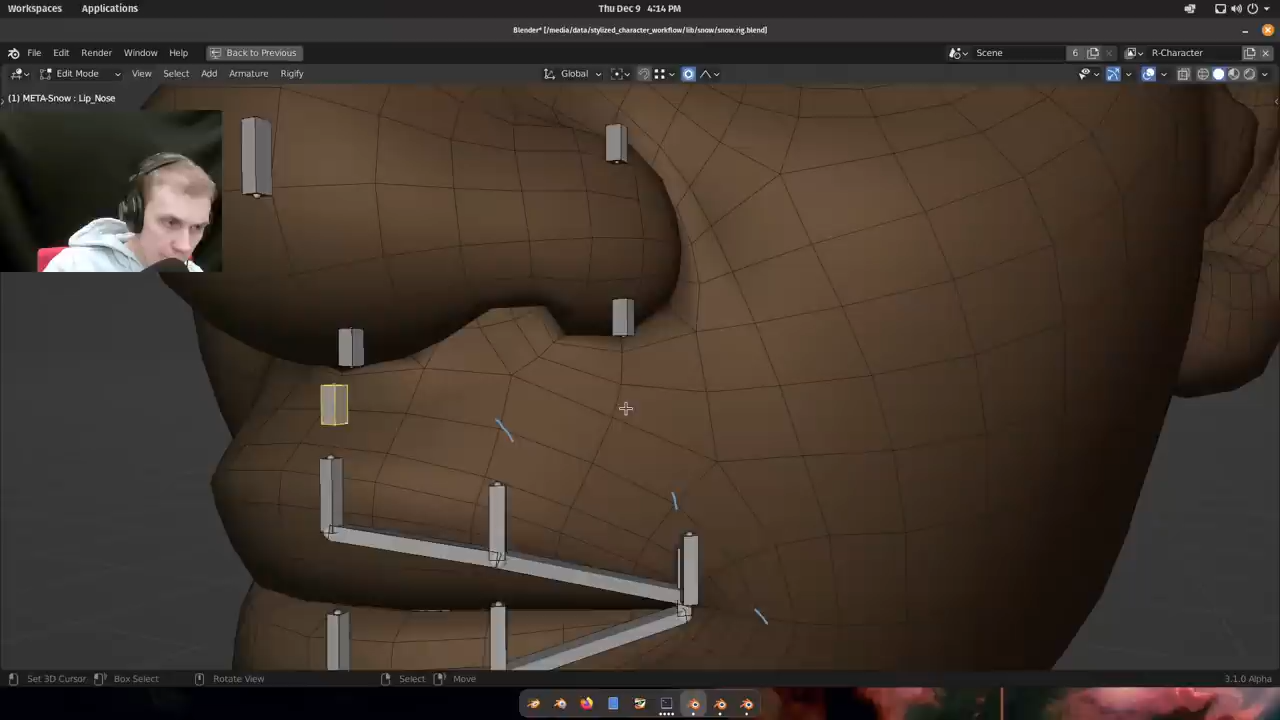 Workspaces Applications Thu Dec 9 4:14 PM
Blender* [/media/data/stylized_character_workflow/lib/snow/snow.rig.blend]
File Edit Render Window Help Back to Previous Scene 6 R-Character
Edit Mode View Select Add Armature Rigify Global
(1) META-Snow : Lip_Nose
Set 3D Cursor Box Select Rotate View Select Move 3.1.0 Alpha